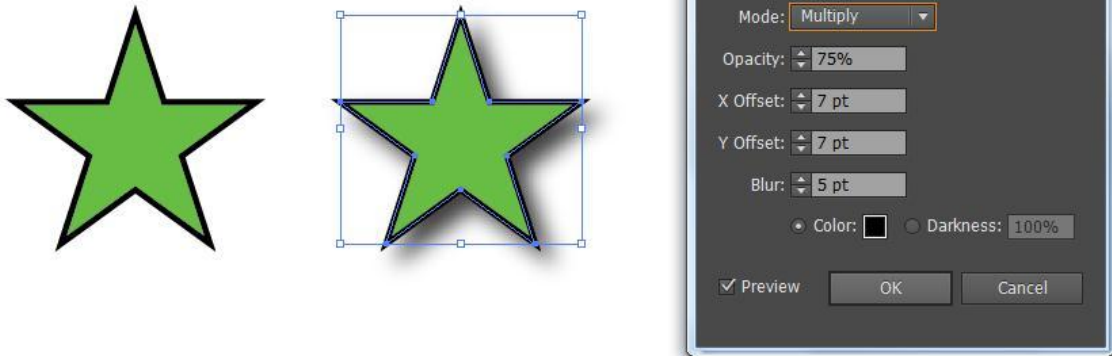 Mode: Multiply
Opacity: 75%
X Offset: 7 pt
Y Offset: 7 pt
Blur: 5 pt
Color: Darkness: 100%
Preview OK Cancel